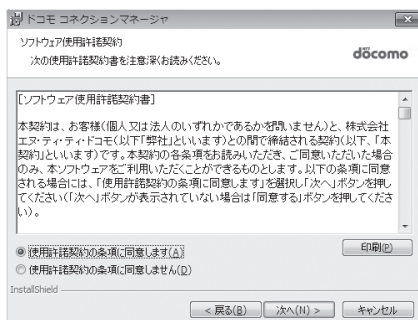 ドコモ コネクションマネージャ
ソフトウェア使用許諾契約
次の使用許諾契約書を注意深くお読みください。
döcomo
[ソフトウェア使用許諾契約書]
本契約は、お客様(個人又は法人のいずれかであるかを問いません)と、株式会社
エヌ・ティ・ティ・ドコモ(以下「弊社」といいます)との間で締結される契約(以下、「本
契約」といいます)です。本契約の各条項をお読みいただき、ご同意いただいた場合
のみ、本ソフトウェアをご利用いただくことができるものとします。以下の条項に同意
される場合には、「使用許諾契約の条項に同意します」を選択し「次へ」ボタンを押し
てください(「次へ」ボタンが表示されていない場合は「同意する」ボタンを押してくださ
い)。
使用許諾契約の条項に同意します(A)
印刷(P)
使用許諾契約の条項に同意しません(D)
InstallShield
< 戻る(B)
次へ(N) >
キャンセル